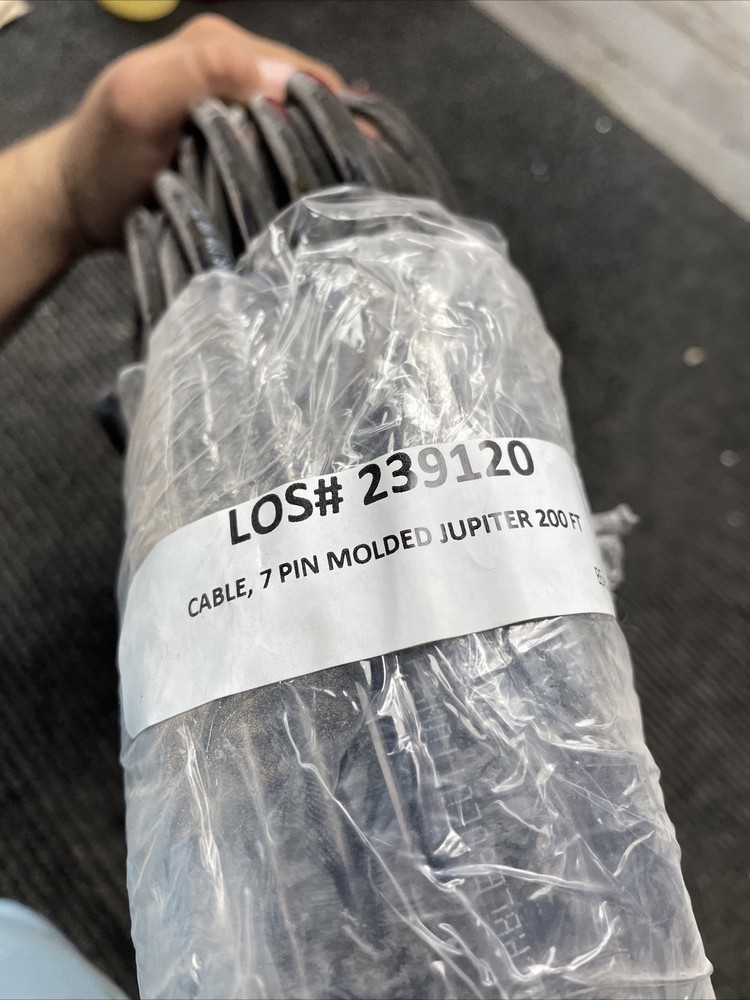 LOS# 239120
CABLE, 7 PIN MOLDED JUPITER 200 FT